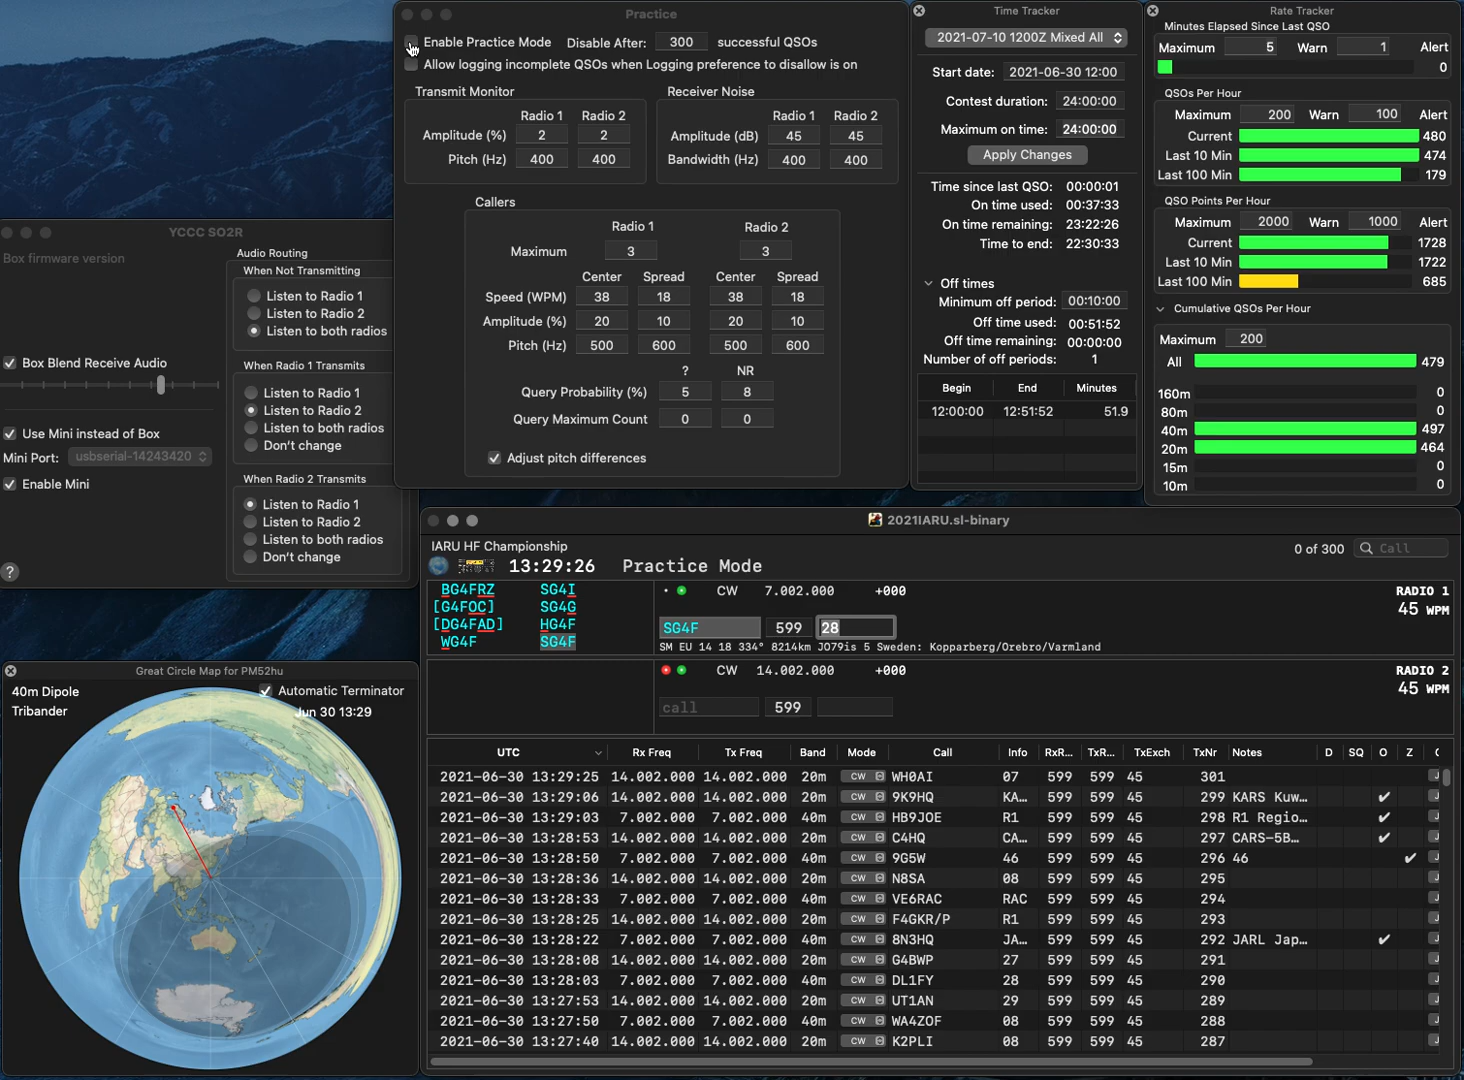 Practice
Enable Practice Mode Disable After: 300 successful QSOs
Allow logging incomplete QSOs when Logging preference to disallow is on
Transmit Monitor
Radio 1 Radio 2
Amplitude (%) 2 2
Pitch (Hz) 400 400
Receiver Noise
Radio 1 Radio 2
Amplitude (dB) 45 45
Bandwidth (Hz) 400 400
Callers
Radio 1 Radio 2
Maximum 3 3
Center Spread Center Spread
Speed (WPM) 38 18 38 18
Amplitude (%) 20 10 20 10
Pitch (Hz) 500 600 500 600
? NR
Query Probability (%) 5 8
Query Maximum Count 0 0
Adjust pitch differences
Time Tracker
2021-07-10 1200Z Mixed All
Start date: 2021-06-30 12:00
Contest duration: 24:00:00
Maximum on time: 24:00:00
Apply Changes
Time since last QSO: 00:00:01
On time used: 00:37:33
On time remaining: 23:22:26
Time to end: 22:30:33
Off times
Minimum off period: 00:10:00
Off time used: 00:51:52
Off time remaining: 00:00:00
Number of off periods: 1
Begin End Minutes
12:00:00 12:51:52 51.9
Rate Tracker
Minutes Elapsed Since Last QSO
Maximum 5 Warn 1 Alert
0
QSOs Per Hour
Maximum 200 Warn 100 Alert
Current 480
Last 10 Min 474
Last 100 Min 179
QSO Points Per Hour
Maximum 2000 Warn 1000 Alert
Current 1728
Last 10 Min 1722
Last 100 Min 685
Cumulative QSOs Per Hour
Maximum 200
All 479
160m 0
80m 0
40m 497
20m 464
15m 0
10m 0
YCCC SO2R
Box firmware version
Box Blend Receive Audio
Use Mini instead of Box
Mini Port: usbserial-14243420
Enable Mini
?
Audio Routing
When Not Transmitting
Listen to Radio 1
Listen to Radio 2
Listen to both radios
When Radio 1 Transmits
Listen to Radio 1
Listen to Radio 2
Listen to both radios
Don't change
When Radio 2 Transmits
Listen to Radio 1
Listen to Radio 2
Listen to both radios
Don't change
Great Circle Map for PM52hu
40m Dipole
Tribander
Automatic Terminator
Jun 30 13:29
2021IARU.sl-binary
IARU HF Championship
0 of 300 Call
13:29:26 Practice Mode
BG4FRZ SG4I
[G4FOC] SG4G
[DG4FAD] HG4F
WG4F SG4F
CW 7.002.000 +000 RADIO 1
45 WPM
SG4F 599 28
SM EU 14 18 334° 8214km JO79is 5 Sweden: Kopparberg/Orebro/Varmland
CW 14.002.000 +000 RADIO 2
45 WPM
call 599
UTC Rx Freq Tx Freq Band Mode Call Info RxR... TxR... TxExch TxNr Notes D SQ O Z
2021-06-30 13:29:25 14.002.000 14.002.000 20m CW WH0AI 07 599 599 45 301
2021-06-30 13:29:06 14.002.000 14.002.000 20m CW 9K9HQ KA... 599 599 45 299 KARS Kuw...
2021-06-30 13:29:03 7.002.000 7.002.000 40m CW HB9JOE R1 599 599 45 298 R1 Regio...
2021-06-30 13:28:53 14.002.000 14.002.000 20m CW C4HQ CA... 599 599 45 297 CARS-5B...
2021-06-30 13:28:50 7.002.000 7.002.000 40m CW 9G5W 46 599 599 45 296 46
2021-06-30 13:28:36 14.002.000 14.002.000 20m CW N8SA 08 599 599 45 295
2021-06-30 13:28:33 7.002.000 7.002.000 40m CW VE6RAC RAC 599 599 45 294
2021-06-30 13:28:25 14.002.000 14.002.000 20m CW F4GKR/P R1 599 599 45 293
2021-06-30 13:28:22 7.002.000 7.002.000 40m CW 8N3HQ JA... 599 599 45 292 JARL Jap...
2021-06-30 13:28:08 14.002.000 14.002.000 20m CW G4BWP 27 599 599 45 291
2021-06-30 13:28:03 7.002.000 7.002.000 40m CW DL1FY 28 599 599 45 290
2021-06-30 13:27:53 14.002.000 14.002.000 20m CW UT1AN 29 599 599 45 289
2021-06-30 13:27:50 7.002.000 7.002.000 40m CW WA4ZOF 08 599 599 45 288
2021-06-30 13:27:40 14.002.000 14.002.000 20m CW K2PLI 08 599 599 45 287